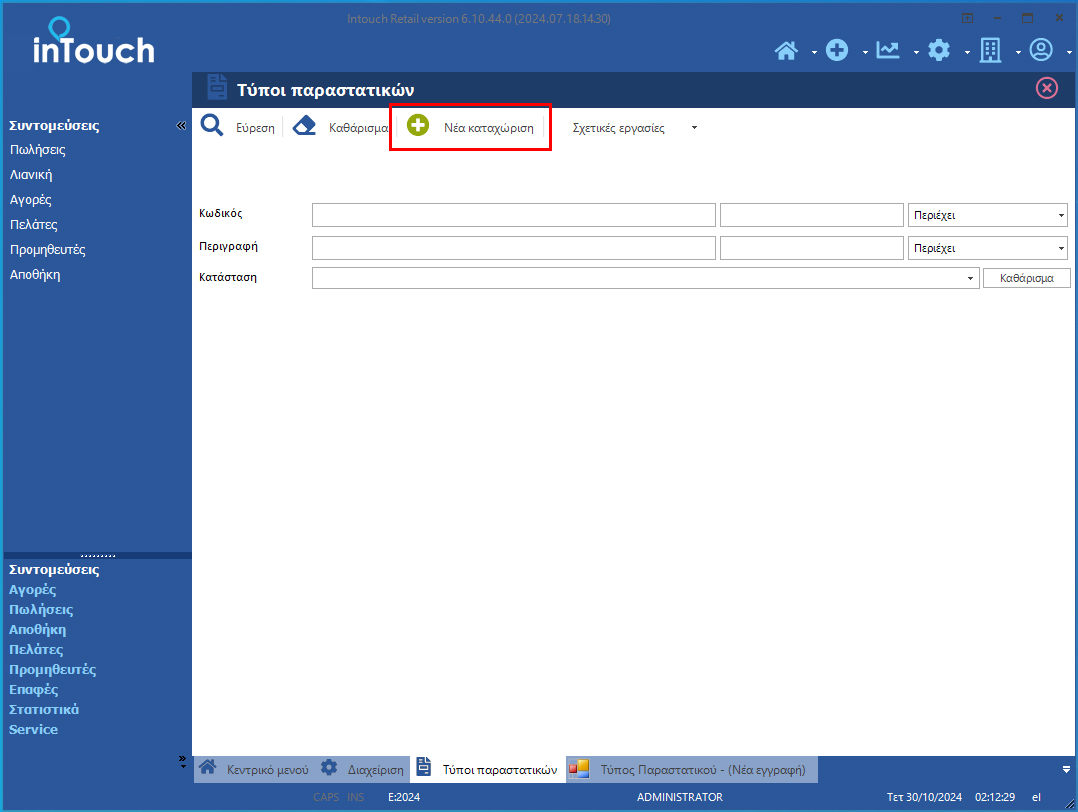 Intouch Retail version 6.10.44.0 (2024.07.18.14.30)
inTouch
Τύποι παραστατικών
Συντομεύσεις
Πωλήσεις
Λιανική
Αγορές
Πελάτες
Προμηθευτές
Αποθήκη
Εύρεση Καθάρισμα Νέα καταχώριση Σχετικές εργασίες
Κωδικός Περιέχει
Περιγραφή Περιέχει
Κατάσταση Καθάρισμα
Συντομεύσεις
Αγορές
Πωλήσεις
Αποθήκη
Πελάτες
Προμηθευτές
Επαφές
Στατιστικά
Service
Κεντρικό μενού Διαχείριση Τύποι παραστατικών Τύπος Παραστατικού - (Νέα εγγραφή)
CAPS INS E:2024 ADMINISTRATOR Τετ 30/10/2024 02:12:29 el